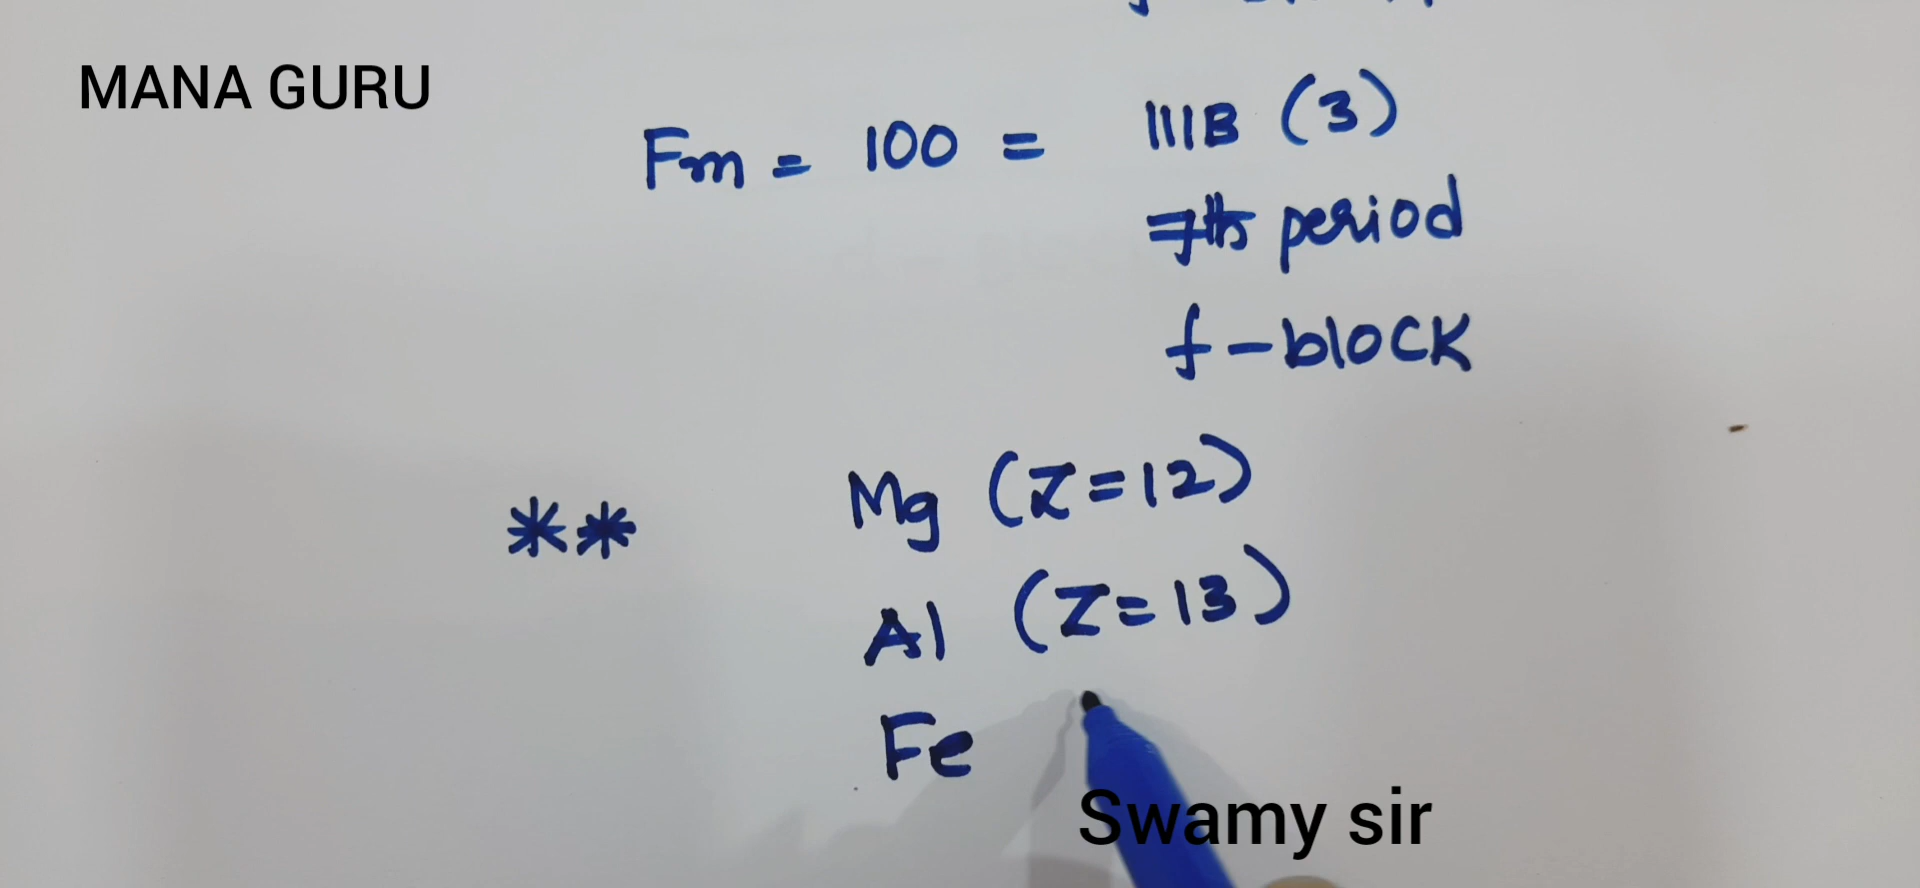 MANA GURU
Fm = 100 = IIIB (3)
7th period
f-block
** Mg (Z=12)
Al (Z=13)
Fe
Swamy sir